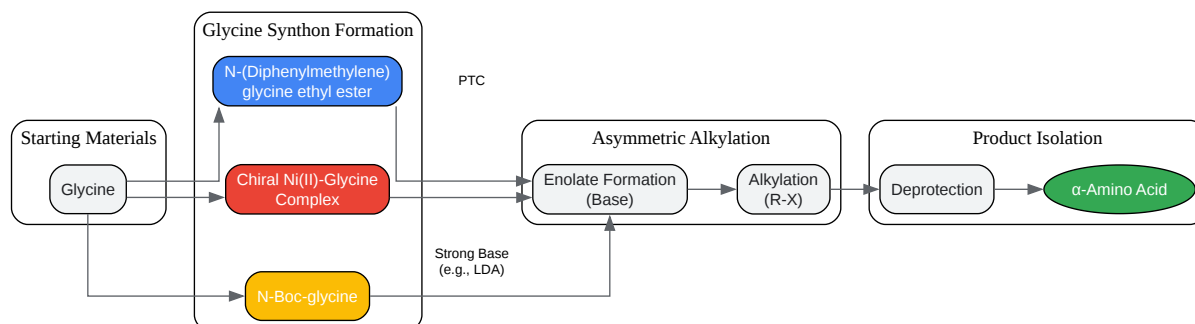 Glycine Synthon Formation
N-(Diphenylmethylene)
glycine ethyl ester
PTC
Starting Materials
Glycine
Chiral Ni(II)-Glycine
Complex
Asymmetric Alkylation
Enolate Formation
(Base)
Alkylation
(R-X)
Product Isolation
Deprotection
α-Amino Acid
Strong Base
(e.g., LDA)
N-Boc-glycine